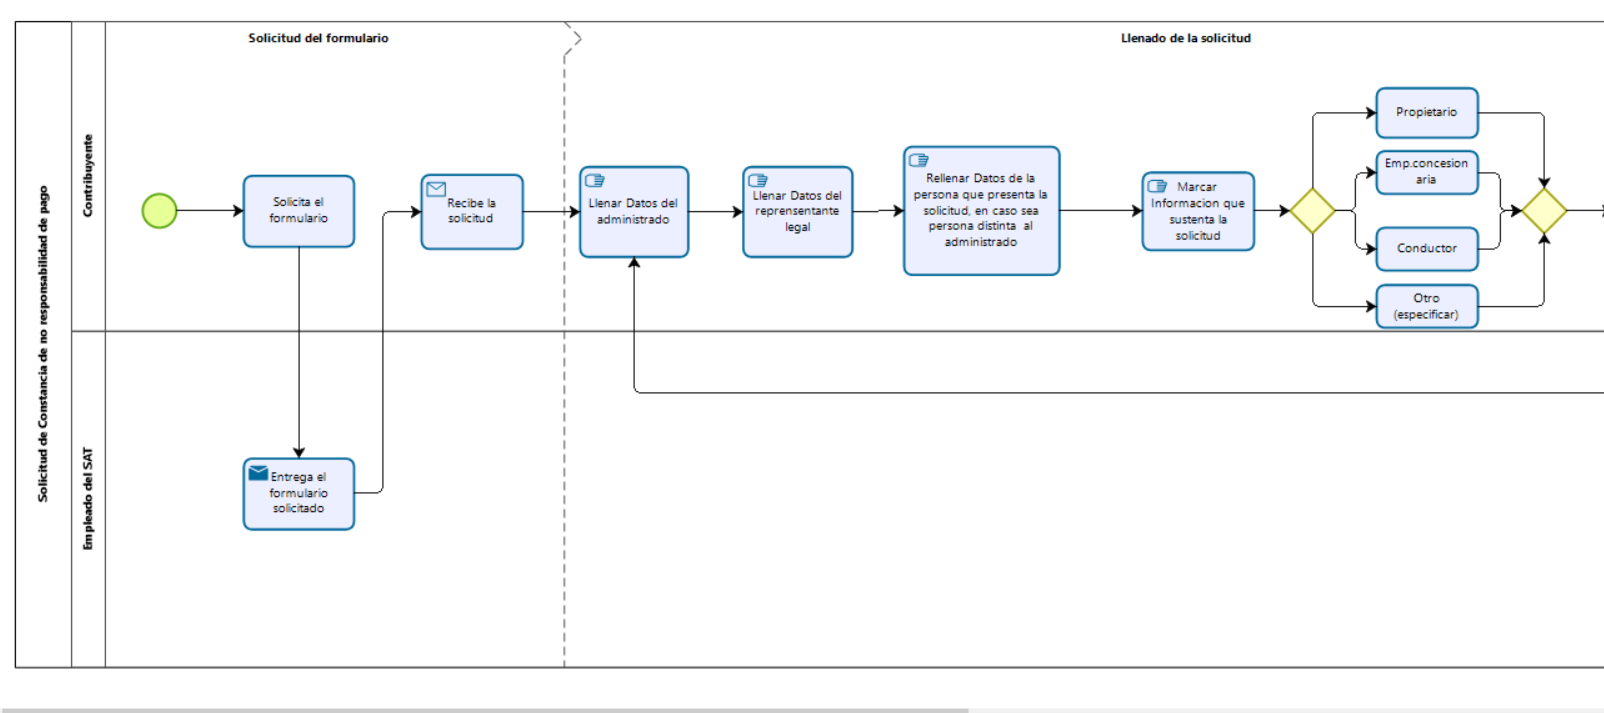 Solicitud de Constancia de no responsabilidad de pago
Contribuyente
Empleado del SAT
Solicitud del formulario
Llenado de la solicitud
Solicita el
formulario
Recibe la
solicitud
Llenar Datos del
administrado
Llenar Datos del
reprensentante
legal
Rellenar Datos de la
persona que presenta la
solicitud, en caso sea
persona distinta al
administrado
Marcar
Informacion que
sustenta la
solicitud
Propietario
Emp.concesion
aria
Conductor
Otro
(especificar)
Entrega el
formulario
solicitado